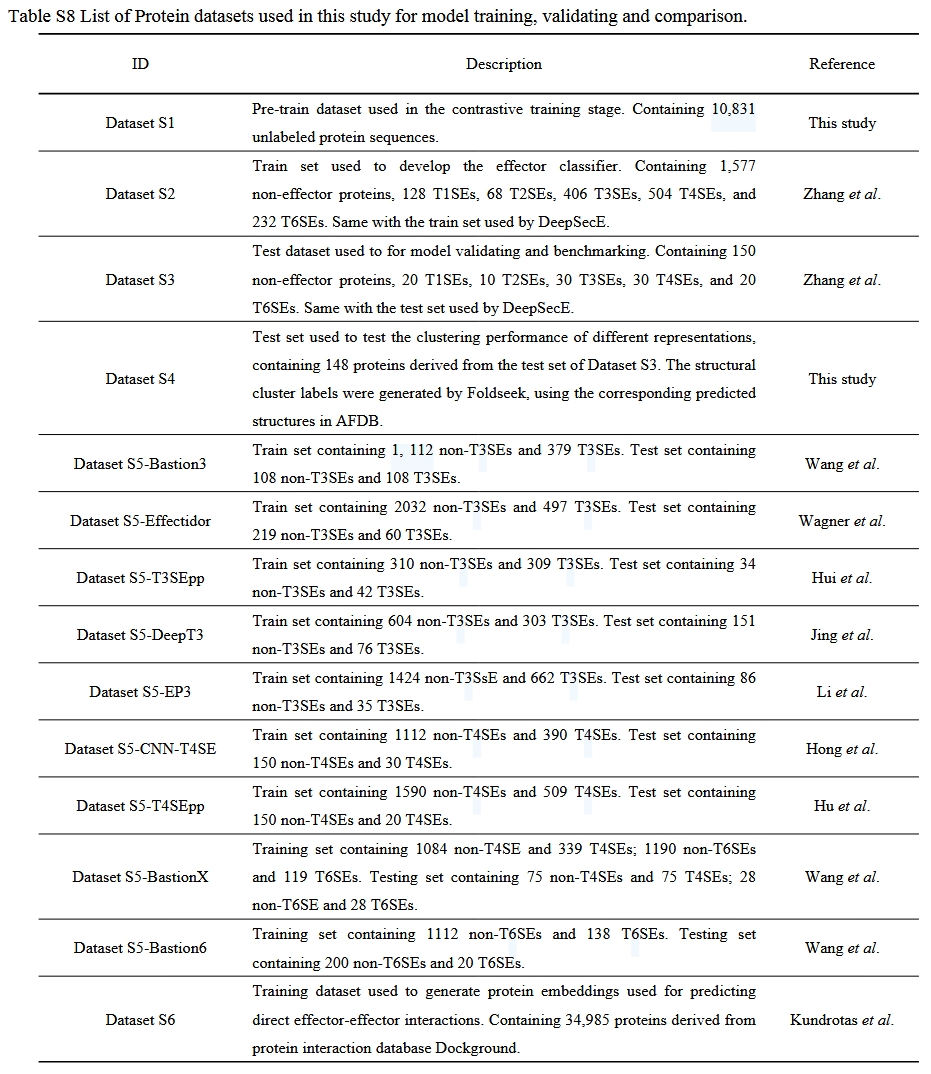 Table S8 List of Protein datasets used in this study for model training, validating and comparison.
ID Description Reference
Pre-train dataset used in the contrastive training stage. Containing 10,831
Dataset S1 This study
unlabeled protein sequences.
Train set used to develop the effector classifier. Containing 1,577
Dataset S2 non-effector proteins, 128 T1SEs, 68 T2SEs, 406 T3SEs, 504 T4SEs, and Zhang et al.
232 T6SEs. Same with the train set used by DeepSecE.
Test dataset used to for model validating and benchmarking. Containing 150
Dataset S3 non-effector proteins, 20 T1SEs, 10 T2SEs, 30 T3SEs, 30 T4SEs, and 20 Zhang et al.
T6SEs. Same with the test set used by DeepSecE.
Test set used to test the clustering performance of different representations,
containing 148 proteins derived from the test set of Dataset S3. The structural
Dataset S4 This study
cluster labels were generated by Foldseek, using the corresponding predicted
structures in AFDB.
Train set containing 1, 112 non-T3SEs and 379 T3SEs. Test set containing
Dataset S5-Bastion3 Wang et al.
108 non-T3SEs and 108 T3SEs.
Train set containing 2032 non-T3SEs and 497 T3SEs. Test set containing
Dataset S5-Effectidor Wagner et al.
219 non-T3SEs and 60 T3SEs.
Train set containing 310 non-T3SEs and 309 T3SEs. Test set containing 34
Dataset S5-T3SEpp Hui et al.
non-T3SEs and 42 T3SEs.
Train set containing 604 non-T3SEs and 303 T3SEs. Test set containing 151
Dataset S5-DeepT3 Jing et al.
non-T3SEs and 76 T3SEs.
Train set containing 1424 non-T3SsE and 662 T3SEs. Test set containing 86
Dataset S5-EP3 Li et al.
non-T3SEs and 35 T3SEs.
Train set containing 1112 non-T4SEs and 390 T4SEs. Test set containing
Dataset S5-CNN-T4SE Hong et al.
150 non-T4SEs and 30 T4SEs.
Train set containing 1590 non-T4SEs and 509 T4SEs. Test set containing
Dataset S5-T4SEpp Hu et al.
150 non-T4SEs and 20 T4SEs.
Training set containing 1084 non-T4SE and 339 T4SEs; 1190 non-T6SEs
Dataset S5-BastionX and 119 T6SEs. Testing set containing 75 non-T4SEs and 75 T4SEs; 28 Wang et al.
non-T6SE and 28 T6SEs.
Training set containing 1112 non-T6SEs and 138 T6SEs. Testing set
Dataset S5-Bastion6 Wang et al.
containing 200 non-T6SEs and 20 T6SEs.
Training dataset used to generate protein embeddings used for predicting
Dataset S6 direct effector-effector interactions. Containing 34,985 proteins derived from Kundrotas et al.
protein interaction database Dockground.